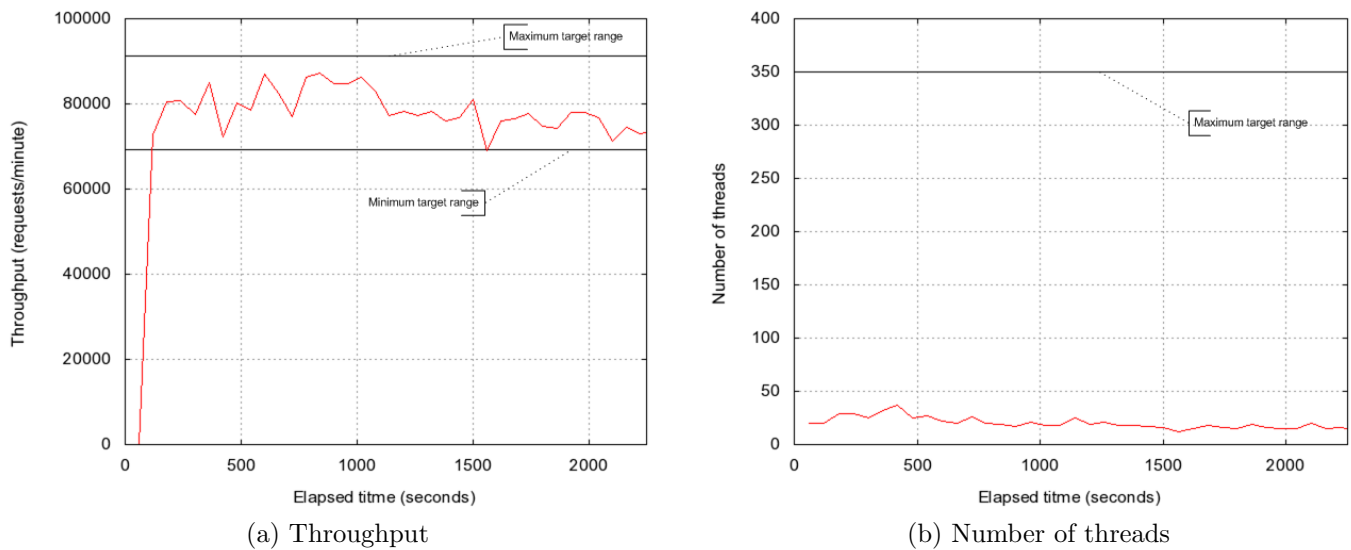 100000
80000
60000
40000
20000
0
Throughput (requests/minute)
Maximum target range
Minimum target range
0
500
1000
1500
2000
Elapsed titme (seconds)
(a) Throughput
400
350
300
250
200
150
100
50
0
Number of threads
Maximum target range
0
500
1000
1500
2000
Elapsed titme (seconds)
(b) Number of threads